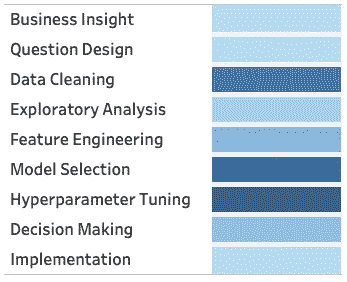 Business Insight
Question Design
Data Cleaning
Exploratory Analysis
Feature Engineering
Model Selection
Hyperparameter Tuning
Decision Making
Implementation